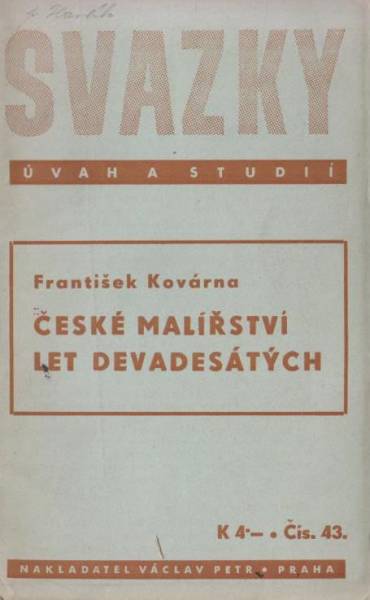 SVAZKY
ÚVAH A STUDIÍ
František Kovárna
ČESKÉ MALÍŘSTVÍ
LET DEVADESÁTÝCH
K 4·— • Čís. 43.
NAKLADATEL VÁCLAV PETR • PRAHA